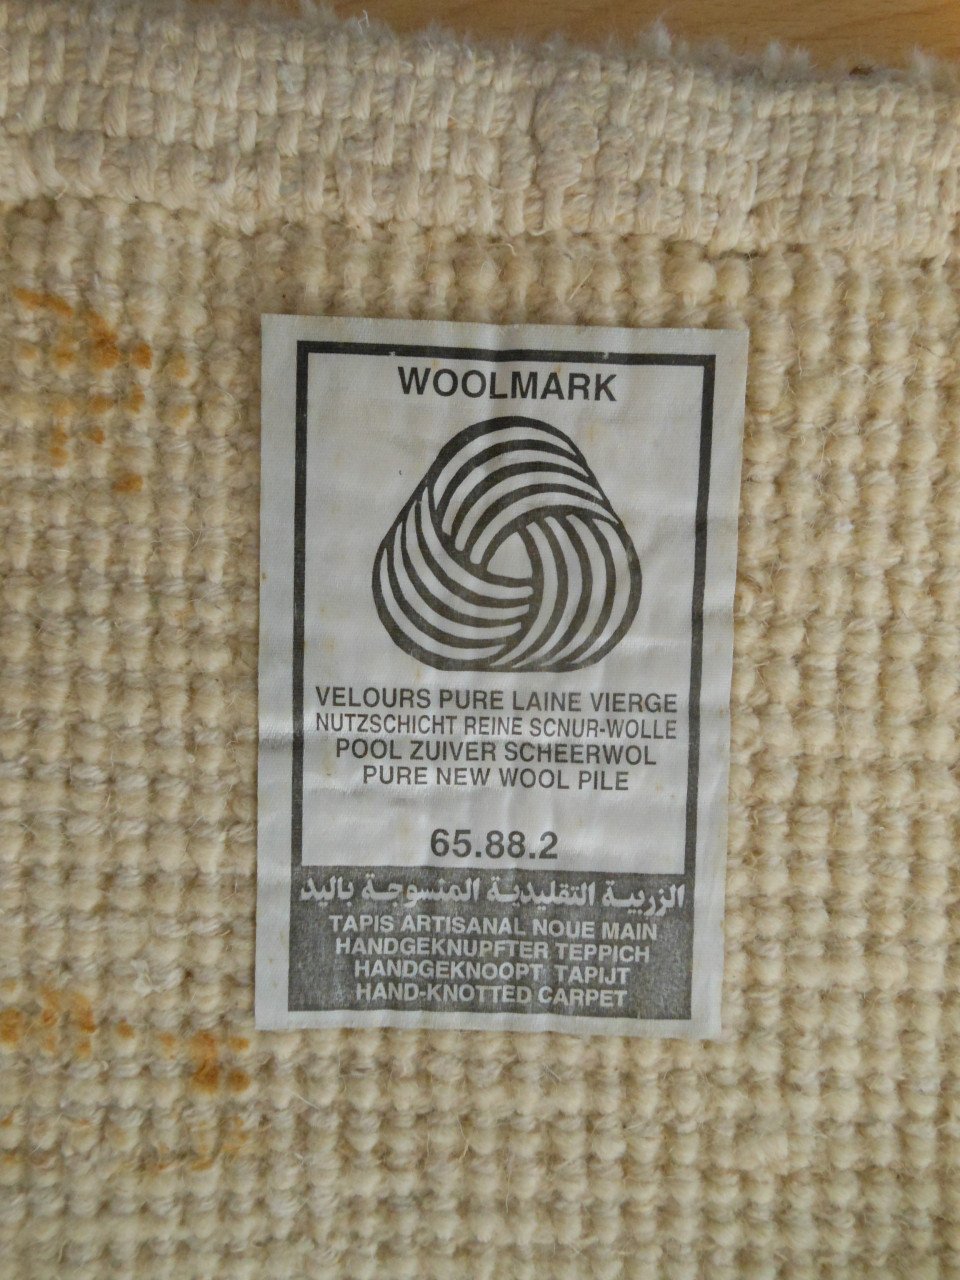 WOOLMARK
VELOURS PURE LAINE VIERGE
NUTZSCHICHT REINE SCNUR-WOLLE
POOL ZUIVER SCHEERWOL
PURE NEW WOOL PILE
65.88.2
الزربية التقليدية المنسوجة باليد
TAPIS ARTISANAL NOUE MAIN
HANDGEKNUPFTER TEPPICH
HANDGEKNOOPT TAPIJT
HAND-KNOTTED CARPET